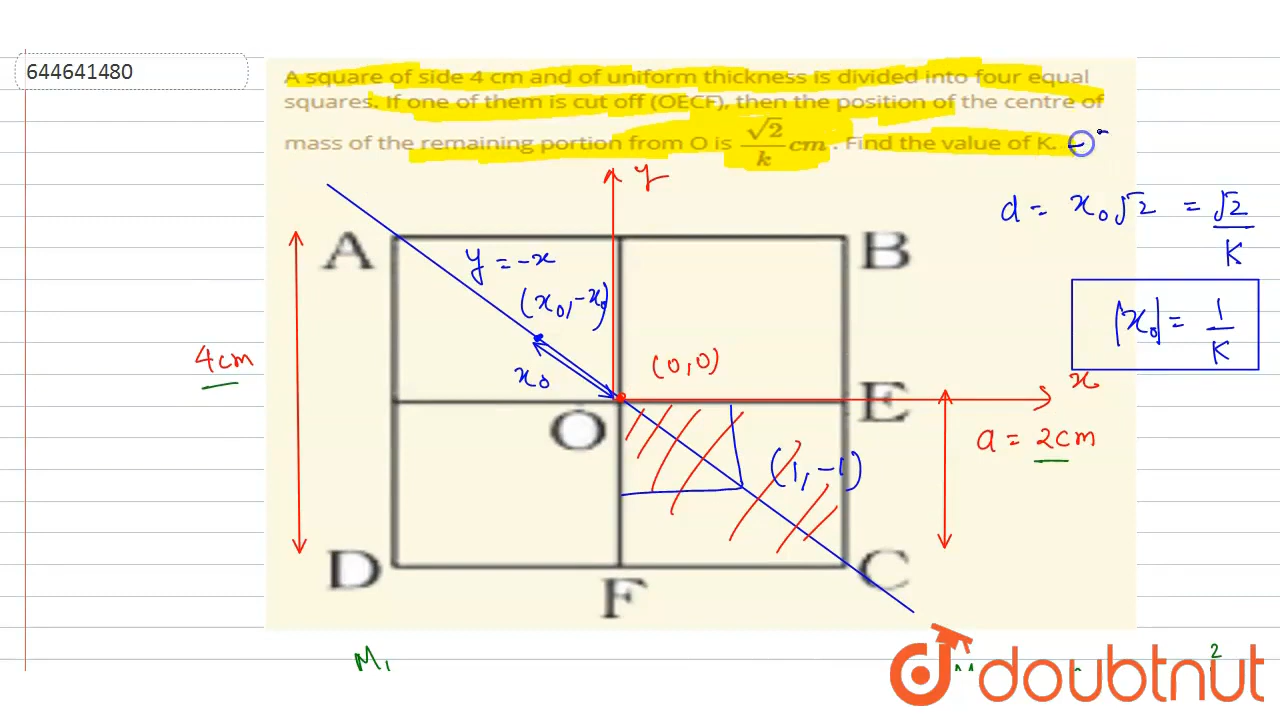 644641480
A square of side 4 cm and of uniform thickness is divided into four equal
squares. If one of them is cut off (OECF), then the position of the centre of
mass of the remaining portion from O is √2/k cm . Find the value of K.
y
d = x₀√2 = √2/K
A
B
y = -x
(x₀, -x₀)
|x₀| = 1/K
4cm
(0,0)
x
x₀
E
O
a = 2cm
(1, -1)
D
C
F
M₁
2
doubtnut